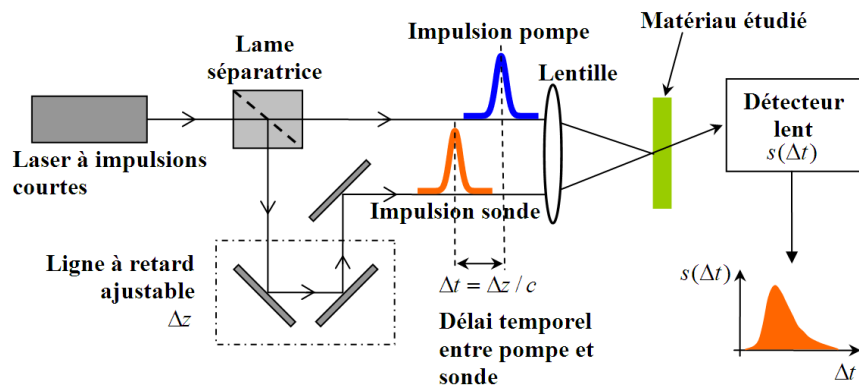 Matériau étudié
Impulsion pompe
Lame
séparatrice
Lentille
Détecteur
lent
s(Δt)
Laser à impulsions
courtes
Impulsion sonde
Ligne à retard
ajustable
Δz
Δt = Δz / c
Délai temporel
entre pompe et
sonde
s(Δt)
Δt